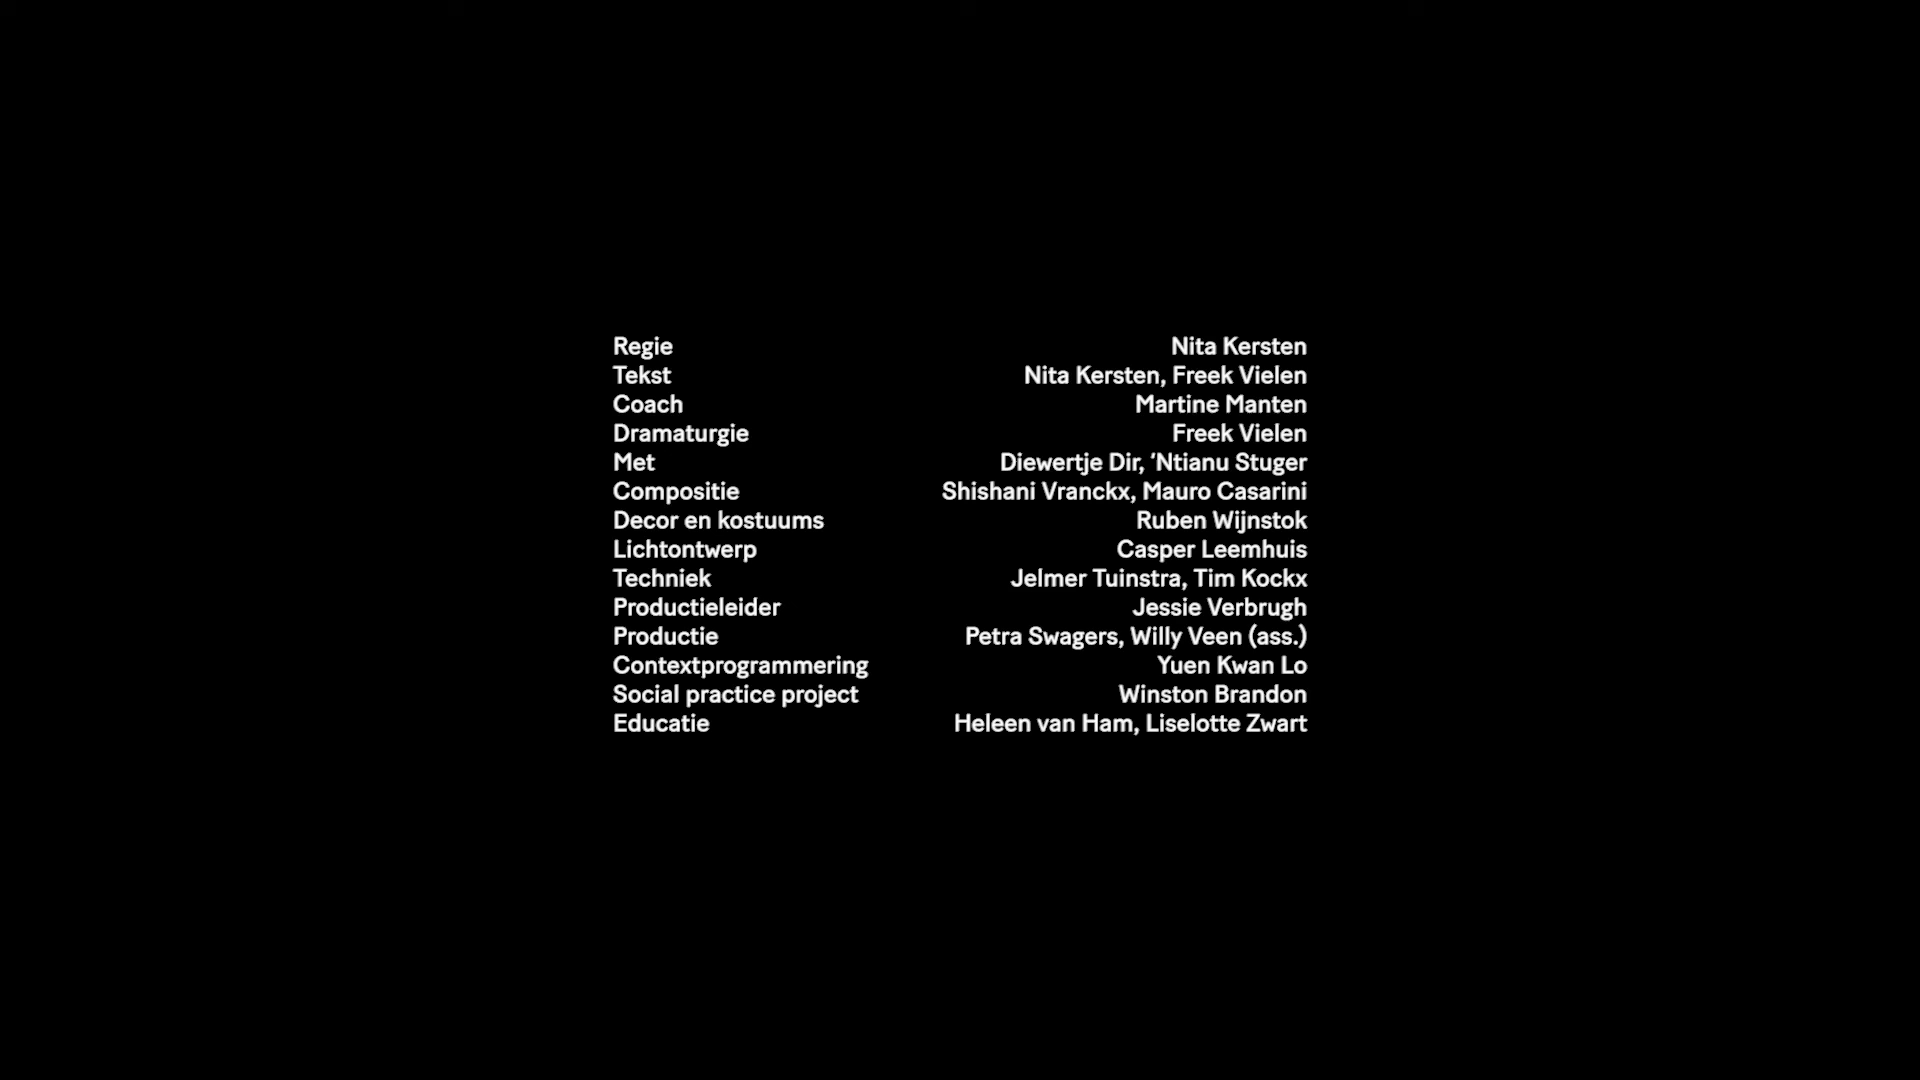 Regie Nita Kersten
Tekst Nita Kersten, Freek Vielen
Coach Martine Manten
Dramaturgie Freek Vielen
Met Diewertje Dir, ‘Ntianu Stuger
Compositie Shishani Vranckx, Mauro Casarini
Decor en kostuums Ruben Wijnstok
Lichtontwerp Casper Leemhuis
Techniek Jelmer Tuinstra, Tim Kockx
Productieleider Jessie Verbrugh
Productie Petra Swagers, Willy Veen (ass.)
Contextprogrammering Yuen Kwan Lo
Social practice project Winston Brandon
Educatie Heleen van Ham, Liselotte Zwart